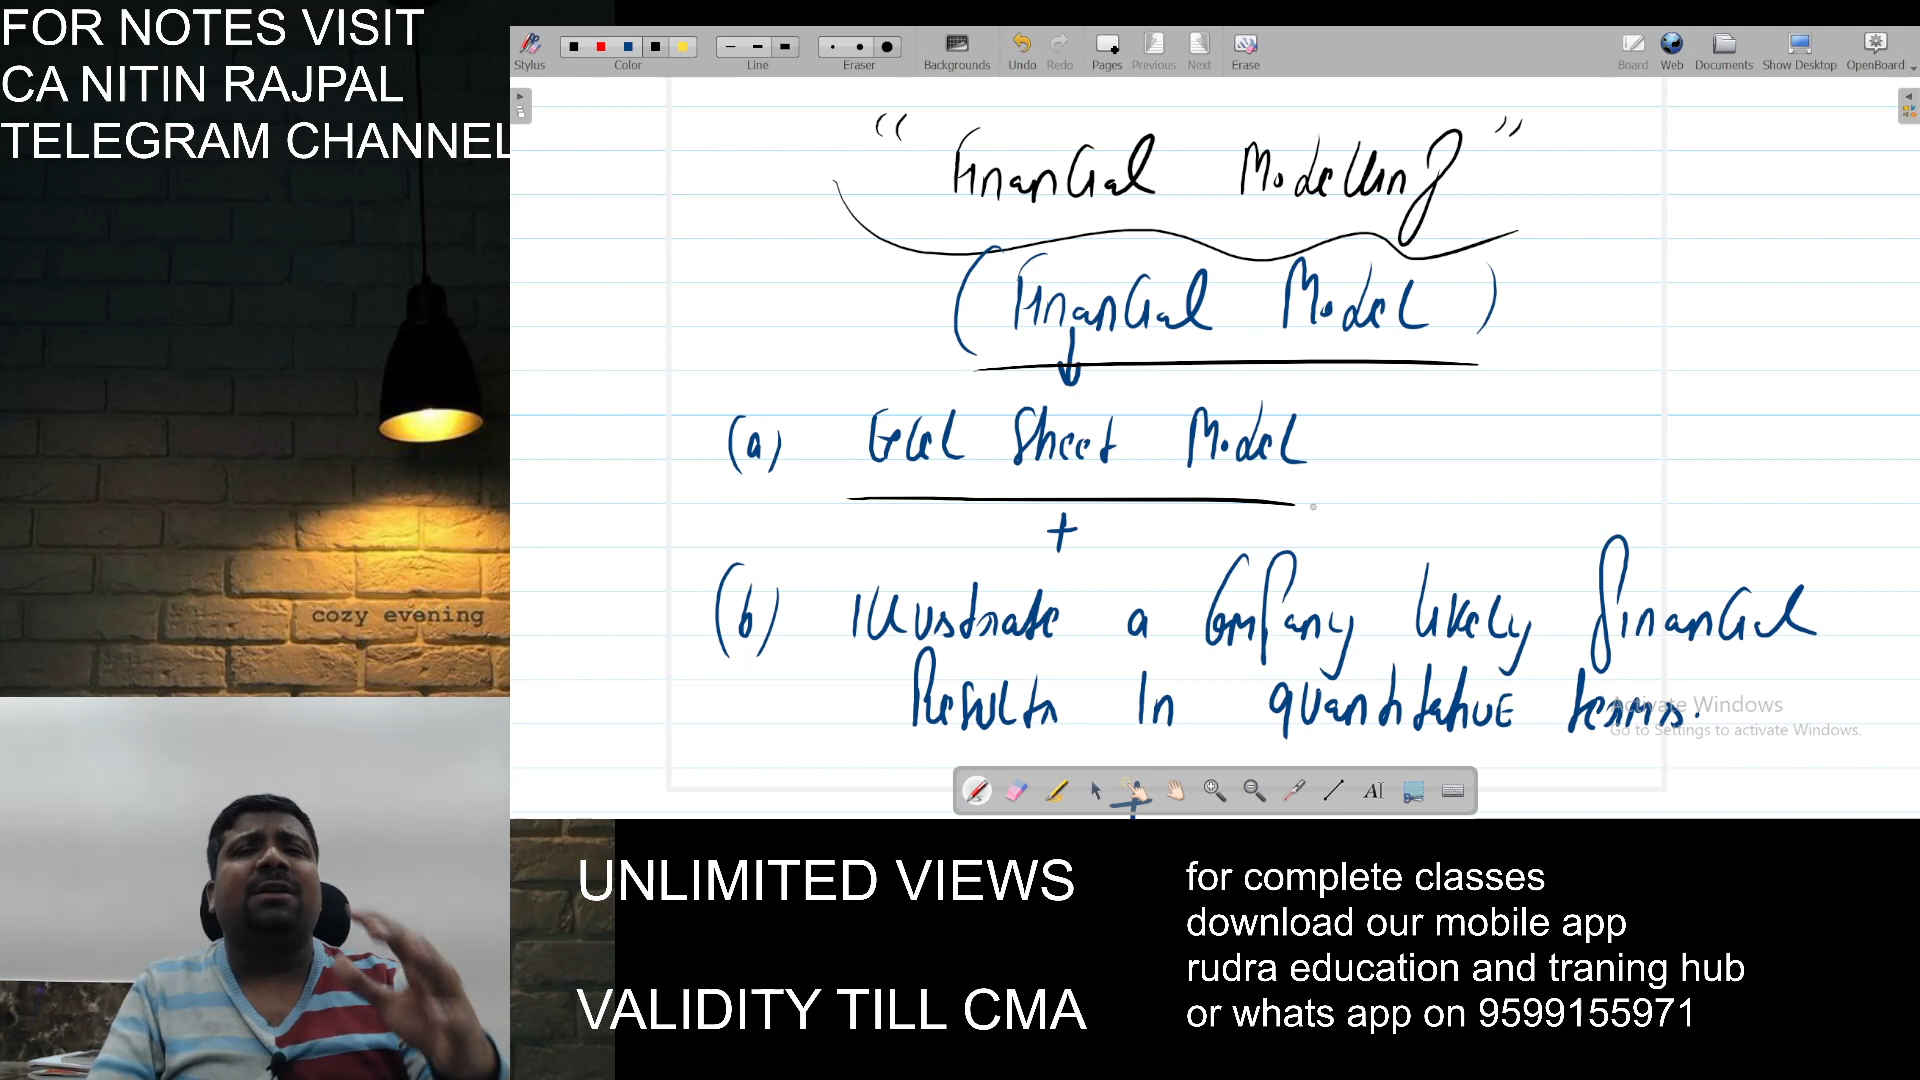 FOR NOTES VISIT
CA NITIN RAJPAL
TELEGRAM CHANNEL
cozy evening
Stylus
Color
Line
Eraser
Backgrounds
Undo
Redo
Pages
Previous
Next
Erase
Board
Web
Documents
Show Desktop
OpenBoard
" Financial Modelling "
( Financial Model )
(a) Excel Sheet Model
+
(b) Illustrate a Company likely financial
Results In quantitative terms.
Activate Windows
Go to Settings to activate Windows.
UNLIMITED VIEWS
VALIDITY TILL CMA
for complete classes
download our mobile app
rudra education and traning hub
or whats app on 9599155971